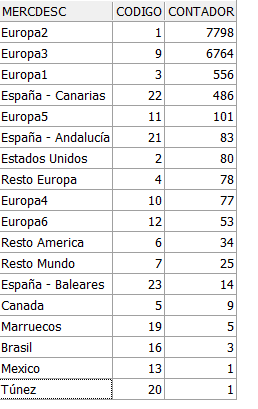 MERCDESC CODIGO CONTADOR
Europa2 1 7798
Europa3 9 6764
Europa1 3 556
España - Canarias 22 486
Europa5 11 101
España - Andalucía 21 83
Estados Unidos 2 80
Resto Europa 4 78
Europa4 10 77
Europa6 12 53
Resto America 6 34
Resto Mundo 7 25
España - Baleares 23 14
Canada 5 9
Marruecos 19 5
Brasil 16 3
Mexico 13 1
Túnez 20 1